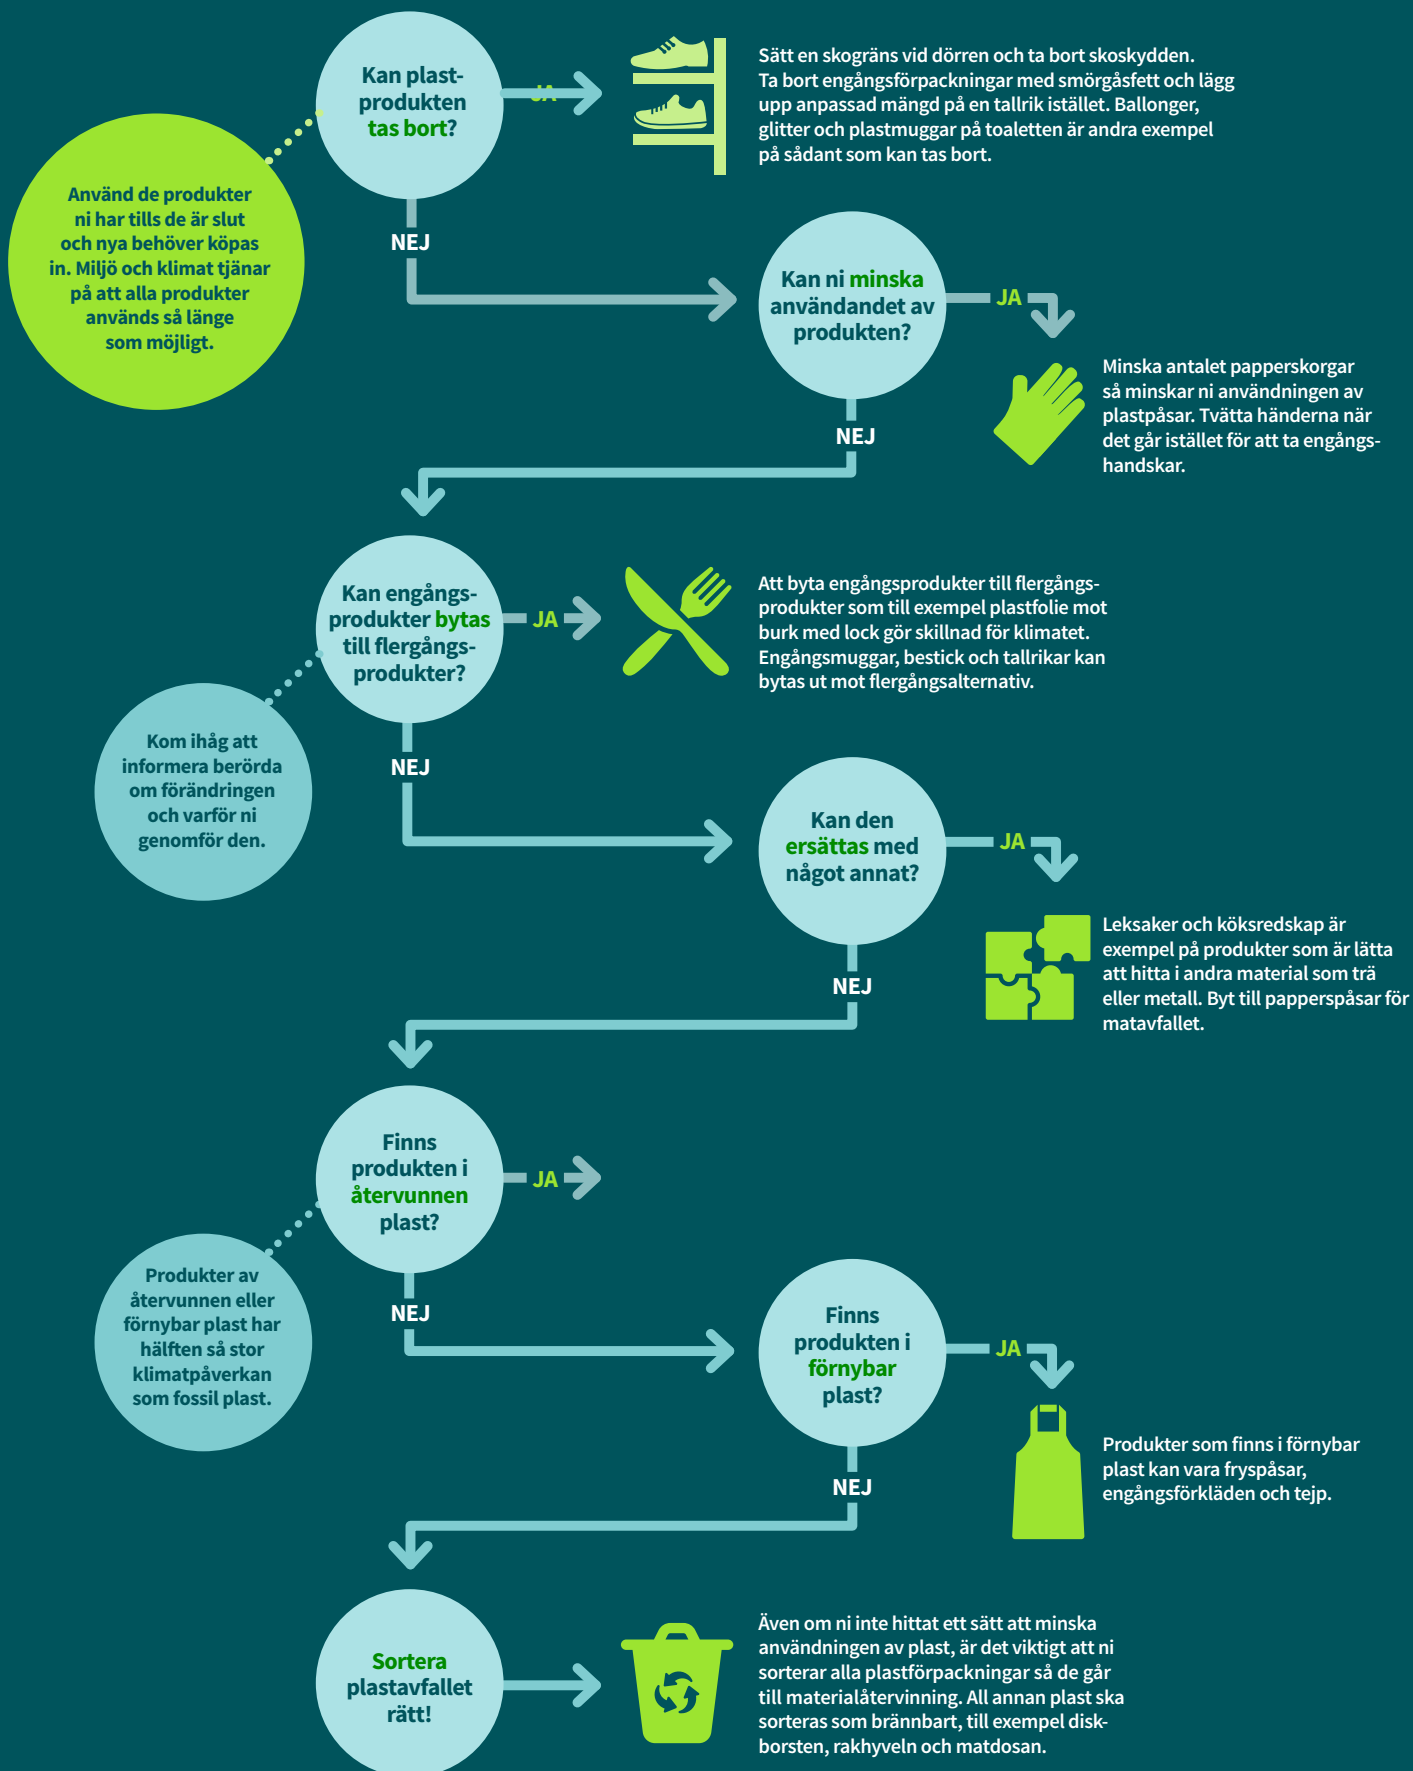 Kan plast-
produkten
tas bort?
JA
Sätt en skogräns vid dörren och ta bort skoskydden.
Ta bort engångsförpackningar med smörgåsfett och lägg
upp anpassad mängd på en tallrik istället. Ballonger,
glitter och plastmuggar på toaletten är andra exempel
på sådant som kan tas bort.
Använd de produkter
ni har tills de är slut
och nya behöver köpas
in. Miljö och klimat tjänar
på att alla produkter
används så länge
som möjligt.
NEJ
Kan ni minska
användandet av
produkten?
JA
Minska antalet papperskorgar
så minskar ni användningen av
plastpåsar. Tvätta händerna när
det går istället för att ta engångs-
handskar.
NEJ
Kan engångs-
produkter bytas
till flergångs-
produkter?
JA
Att byta engångsprodukter till flergångs-
produkter som till exempel plastfolie mot
burk med lock gör skillnad för klimatet.
Engångsmuggar, bestick och tallrikar kan
bytas ut mot flergångsalternativ.
Kom ihåg att
informera berörda
om förändringen
och varför ni
genomför den.
NEJ
Kan den
ersättas med
något annat?
JA
Leksaker och köksredskap är
exempel på produkter som är lätta
att hitta i andra material som trä
eller metall. Byt till papperspåsar för
matavfallet.
NEJ
Finns
produkten i
återvunnen
plast?
JA
Produkter av
återvunnen eller
förnybar plast har
hälften så stor
klimatpåverkan
som fossil plast.
NEJ
Finns
produkten i
förnybar
plast?
JA
Produkter som finns i förnybar
plast kan vara fryspåsar,
engångsförkläden och tejp.
NEJ
Sortera
plastavfallet
rätt!
Även om ni inte hittat ett sätt att minska
användningen av plast, är det viktigt att ni
sorterar alla plastförpackningar så de går
till materialåtervinning. All annan plast ska
sorteras som brännbart, till exempel disk-
borsten, rakhyveln och matdosan.